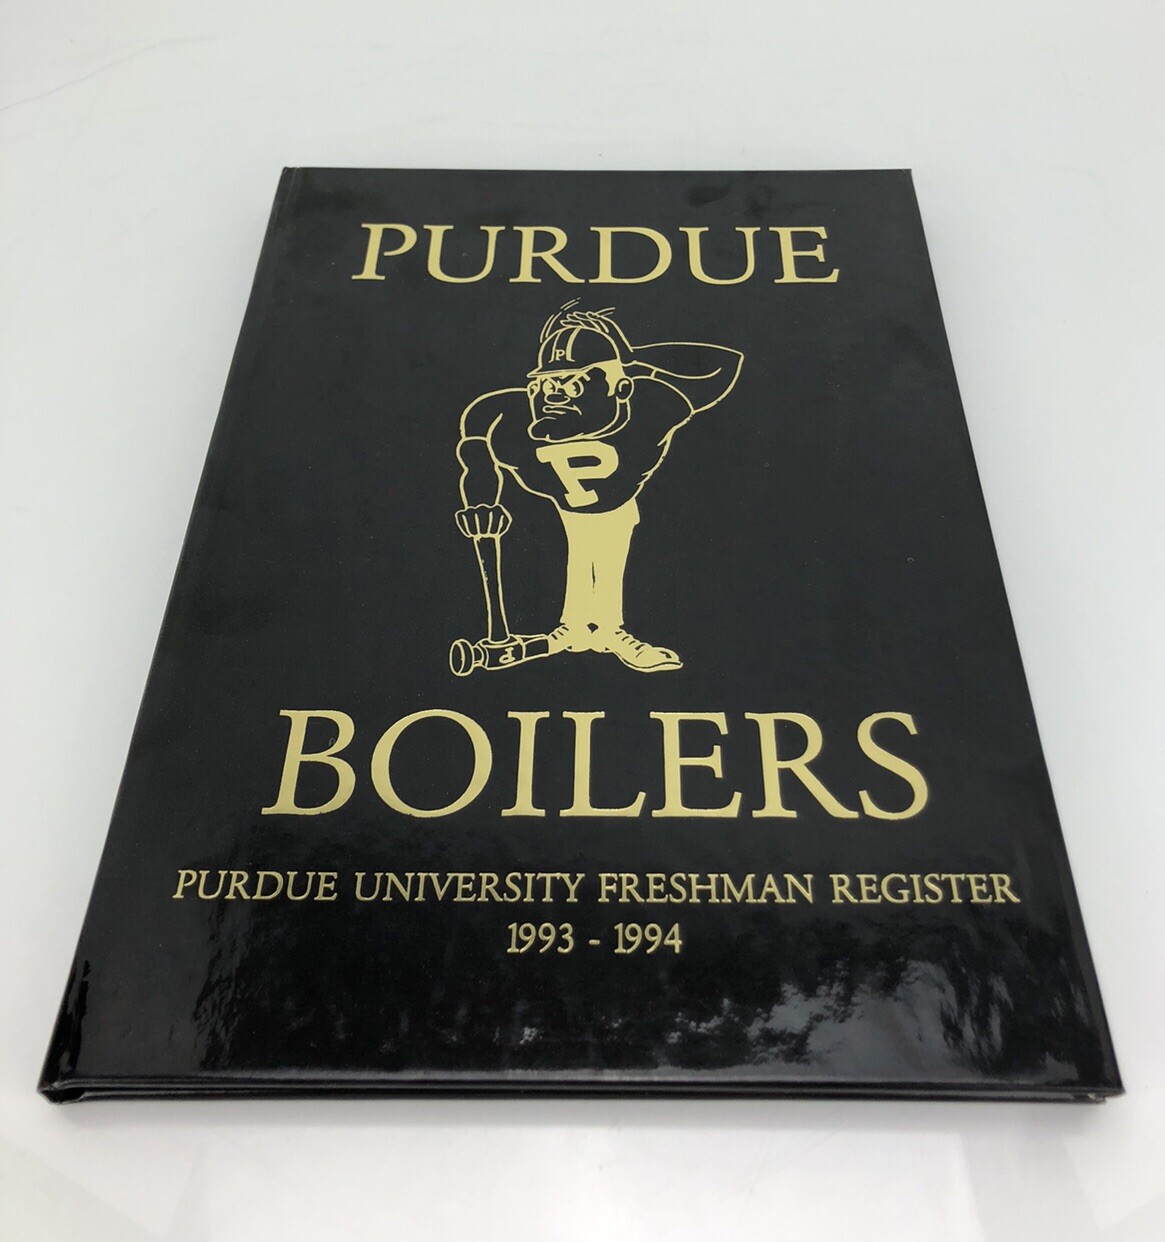 PURDUE
P
P
P
BOILERS
PURDUE UNIVERSITY FRESHMAN REGISTER
1993 - 1994